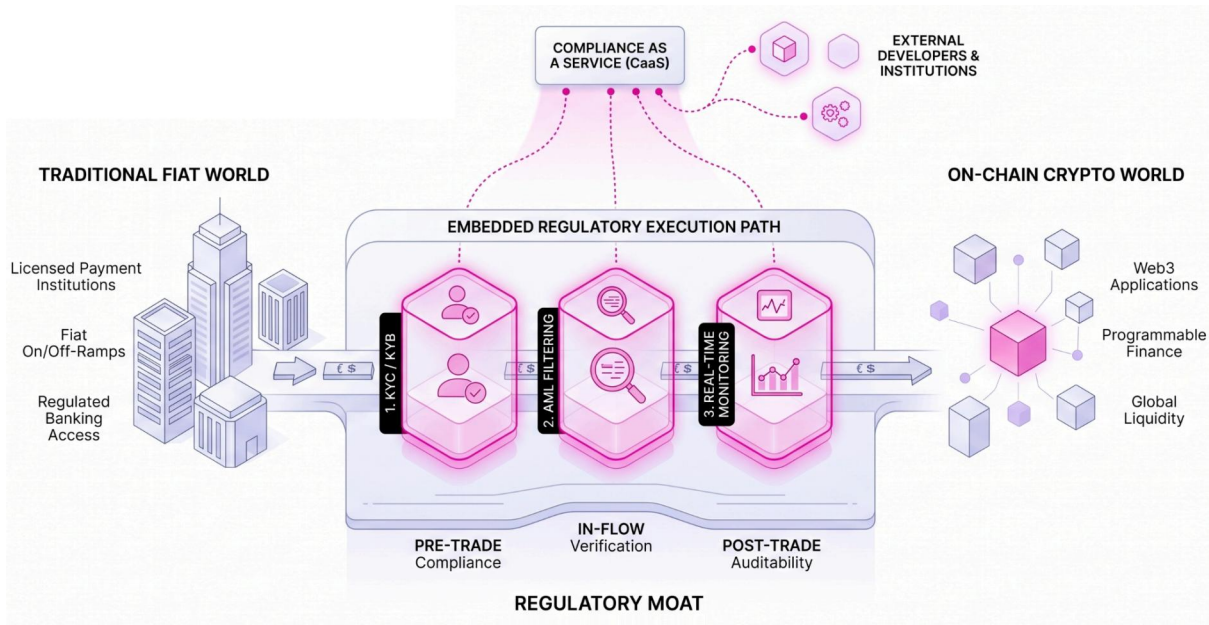 COMPLIANCE AS
A SERVICE (CaaS)
EXTERNAL
DEVELOPERS &
INSTITUTIONS
TRADITIONAL FIAT WORLD
ON-CHAIN CRYPTO WORLD
EMBEDDED REGULATORY EXECUTION PATH
Licensed Payment
Institutions
Fiat
On/Off-Ramps
Regulated
Banking
Access
€ $
1. KYC / KYB
€ $
2. AML FILTERING
€ $
3. REAL-TIME
MONITORING
€ $
Web3
Applications
Programmable
Finance
Global
Liquidity
PRE-TRADE
Compliance
IN-FLOW
Verification
POST-TRADE
Auditability
REGULATORY MOAT